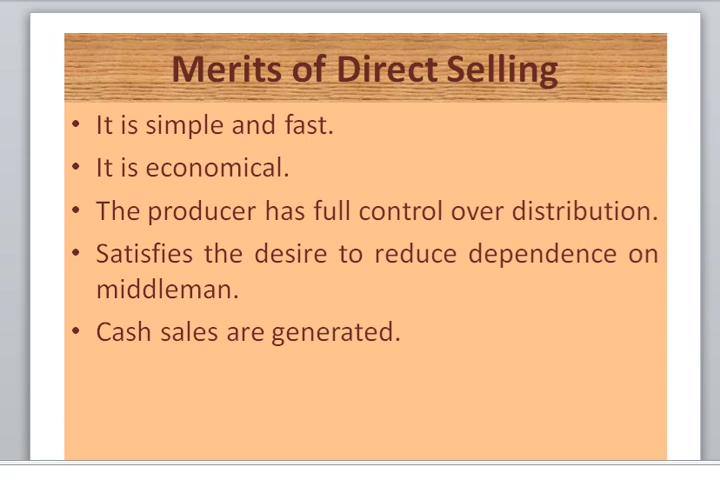 Merits of Direct Selling
• It is simple and fast.
• It is economical.
• The producer has full control over distribution.
• Satisfies the desire to reduce dependence on
middleman.
• Cash sales are generated.